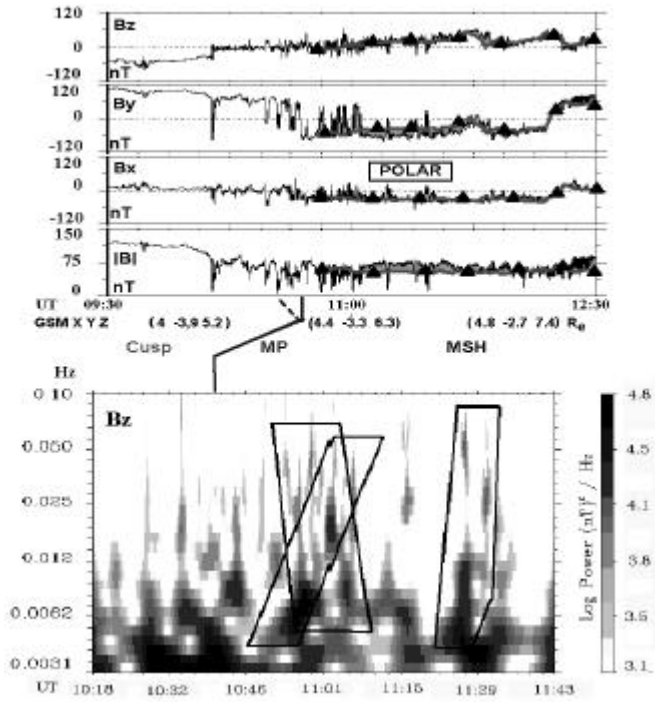 120
Bz
0
-120
nT
120
By
0
-120
nT
120
Bx
POLAR
0
-120
nT
150
|B|
75
0
nT
UT 09:30 11:00 12:30
GSM X Y Z (4 -3,9 5.2) (4.4 -3.3 6.3) (4.8 -2.7 7.4) Re
Cusp MP MSH
Hz
0.10
Bz
4.8
0.050
4.5
0.025
4.1
0.012
3.8
0.0062
3.5
0.0031
3.1
Log Power (nT)² / Hz
UT 10:18 10:32 10:46 11:01 11:15 11:29 11:43